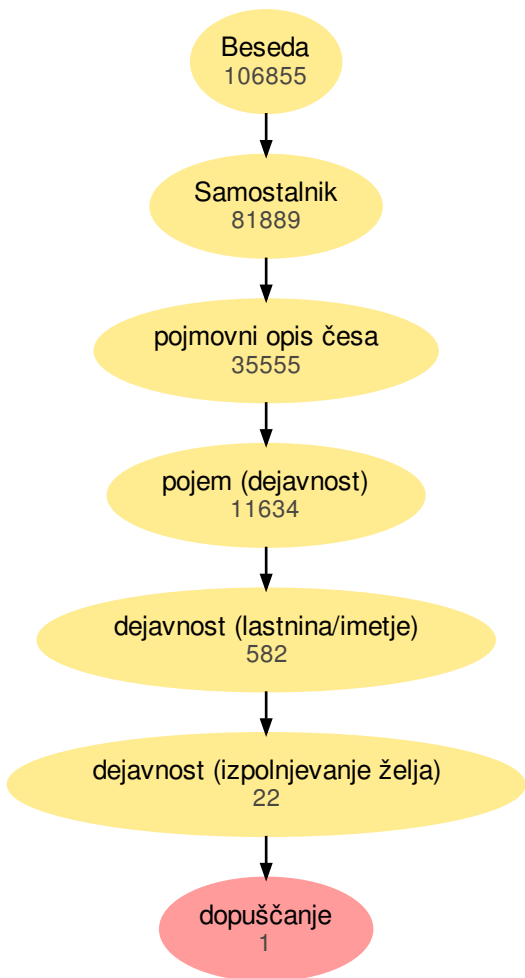 Beseda
106855
Samostalnik
81889
pojmovni opis česa
35555
pojem (dejavnost)
11634
dejavnost (lastnina/imetje)
582
dejavnost (izpolnjevanje želja)
22
dopuščanje
1